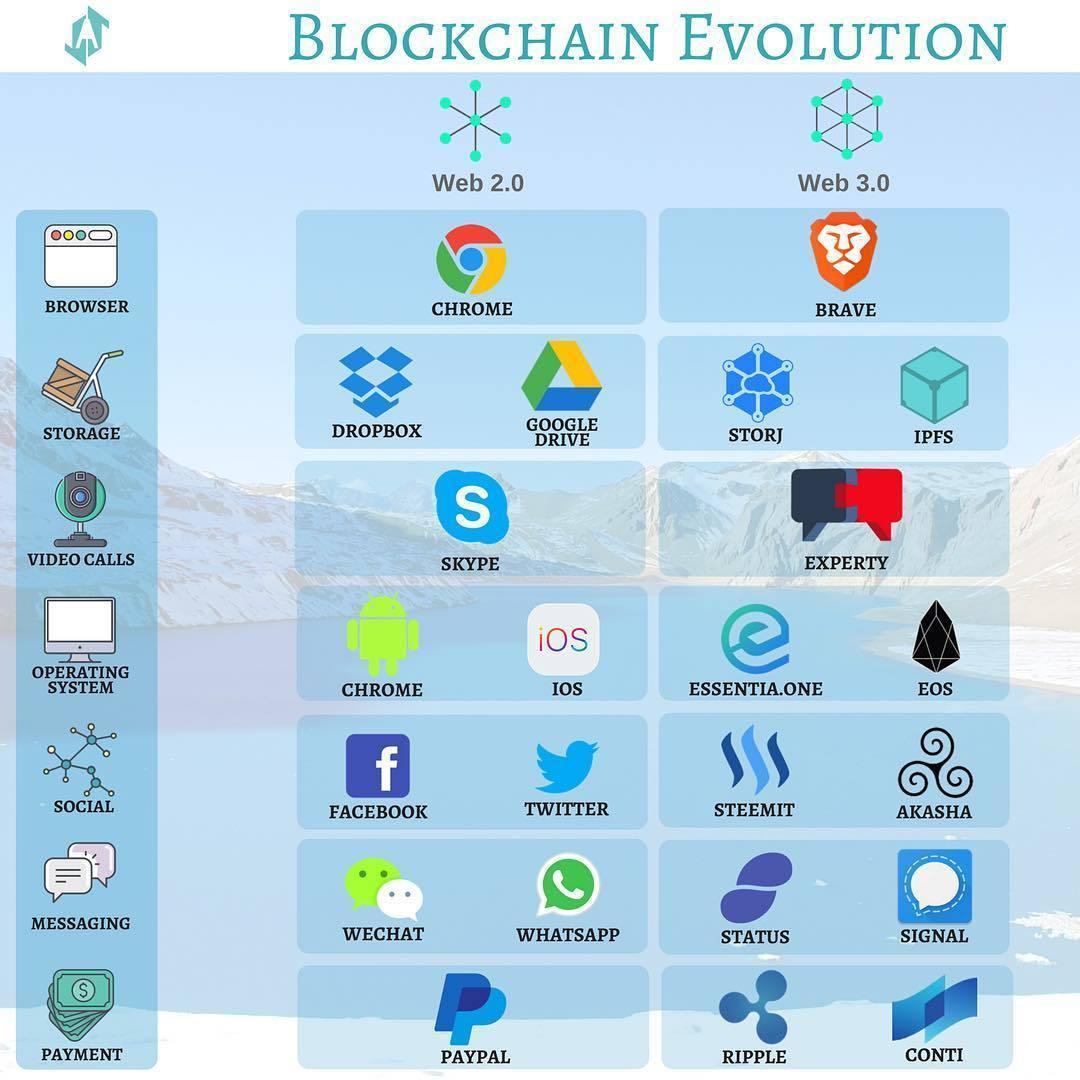 BLOCKCHAIN EVOLUTION
Web 2.0
Web 3.0
BROWSER
CHROME
BRAVE
STORAGE
DROPBOX
GOOGLE
DRIVE
STORJ
IPFS
VIDEO CALLS
S
SKYPE
EXPERTY
OPERATING
SYSTEM
CHROME
iOS
IOS
ESSENTIA.ONE
EOS
SOCIAL
f
FACEBOOK
TWITTER
STEEMIT
AKASHA
MESSAGING
WECHAT
WHATSAPP
STATUS
SIGNAL
$
PAYMENT
PAYPAL
RIPPLE
CONTI